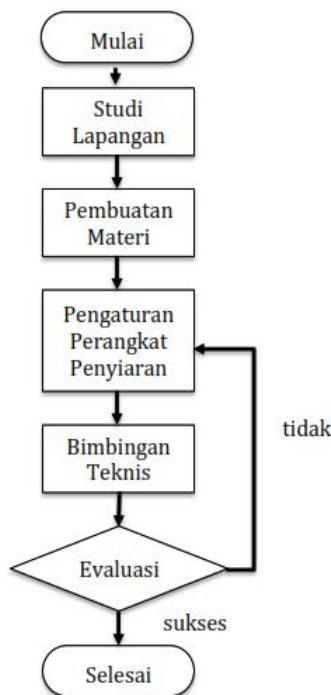 Mulai
Studi
Lapangan
Pembuatan
Materi
Pengaturan
Perangkat
Penyiaran
tidak
Bimbingan
Teknis
Evaluasi
sukses
Selesai